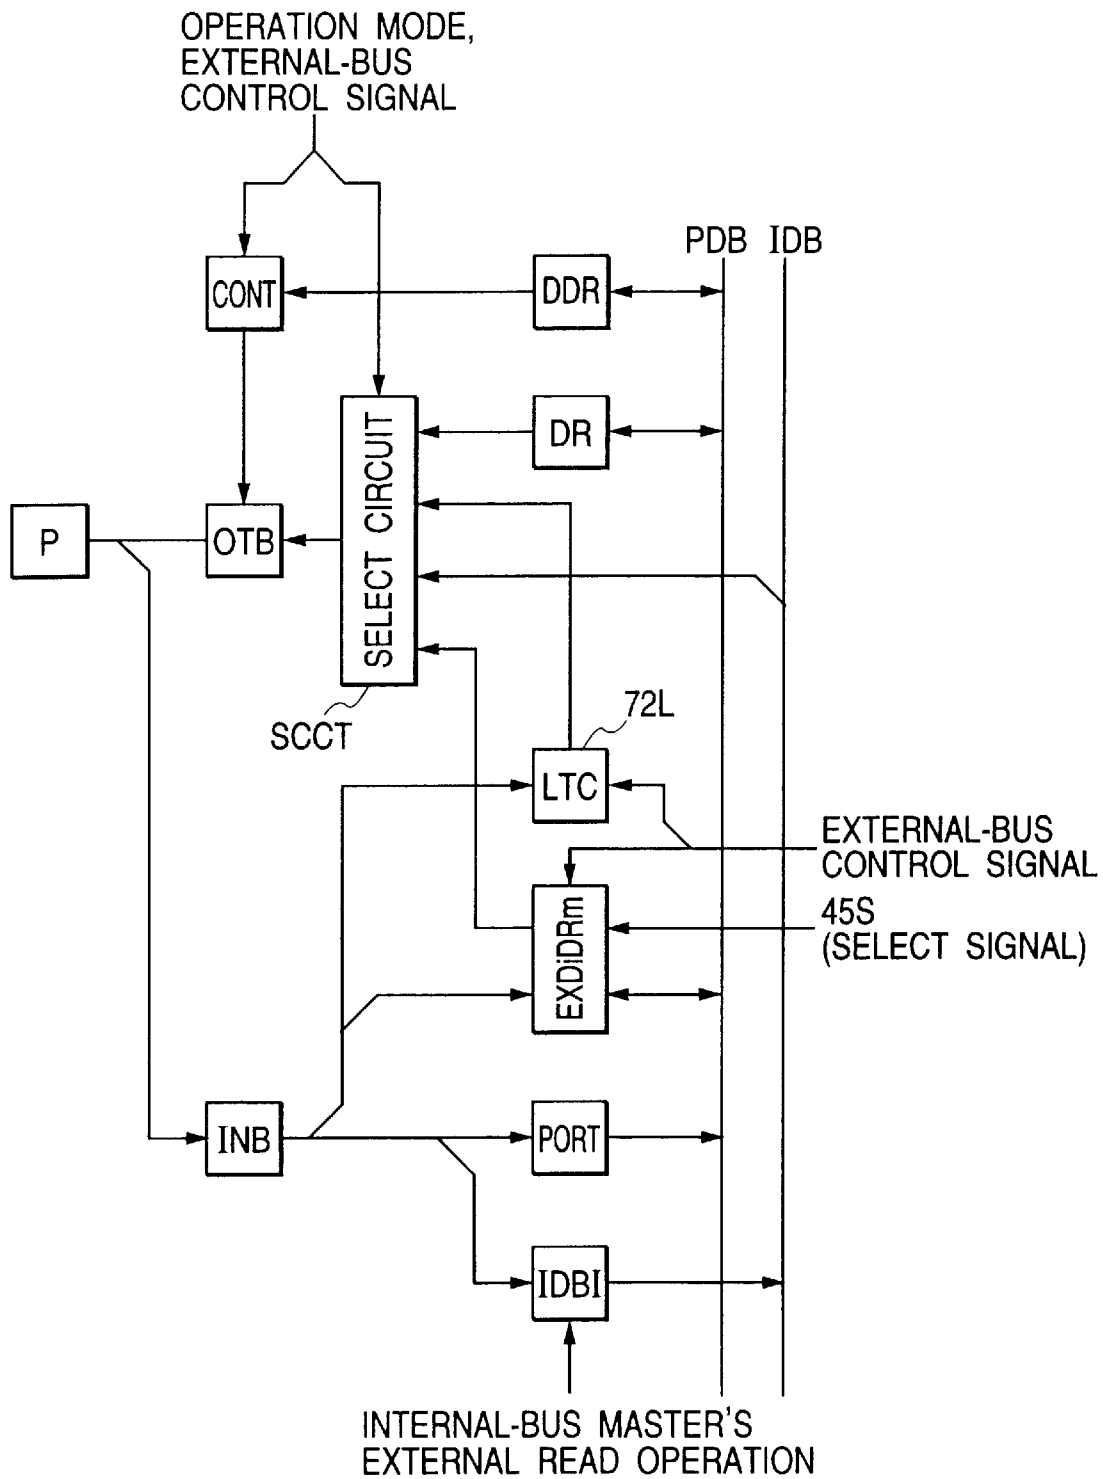 OPERATION MODE,
EXTERNAL-BUS
CONTROL SIGNAL
PDB IDB
CONT
DDR
DR
SELECT CIRCUIT
P
OTB
SCCT
72L
LTC
EXTERNAL-BUS
CONTROL SIGNAL
45S
(SELECT SIGNAL)
EXDiDRm
INB
PORT
IDBI
INTERNAL-BUS MASTER'S
EXTERNAL READ OPERATION